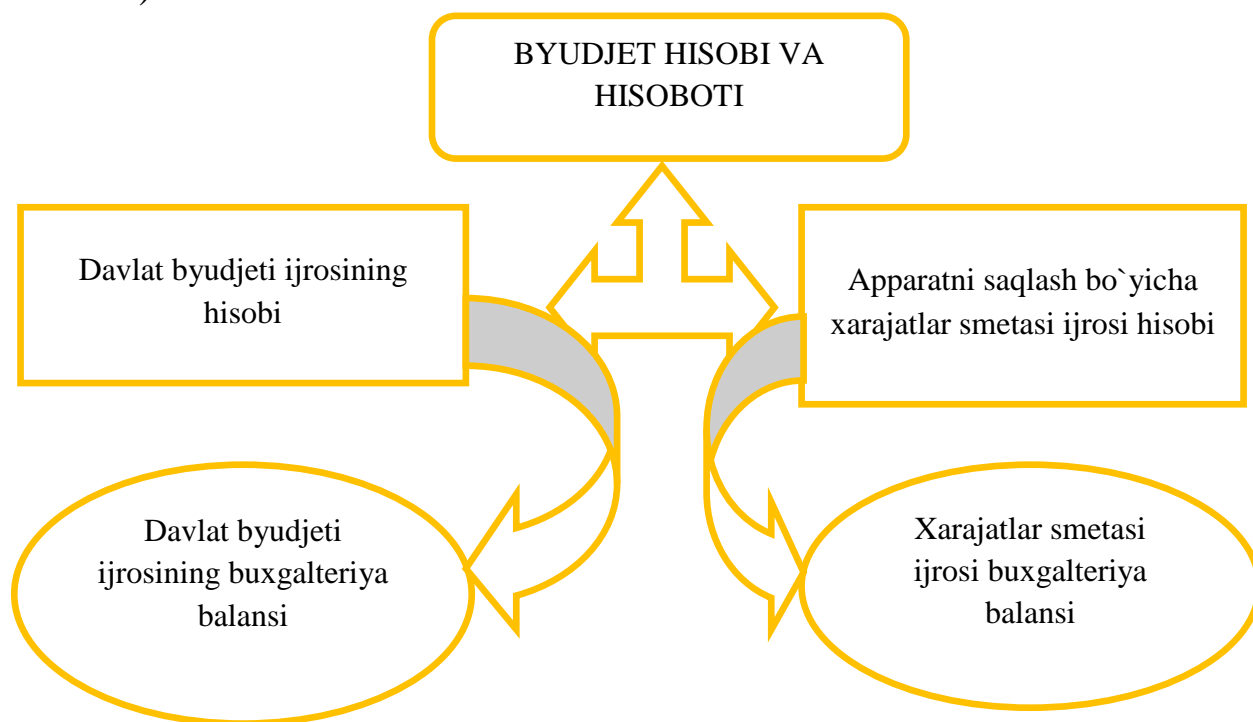 )
BYUDJET HISOBI VA
HISOBOTI
Davlat byudjeti ijrosining
hisobi
Apparatni saqlash bo`yicha
xarajatlar smetasi ijrosi hisobi
Davlat byudjeti
ijrosining buxgalteriya
balansi
Xarajatlar smetasi
ijrosi buxgalteriya
balansi